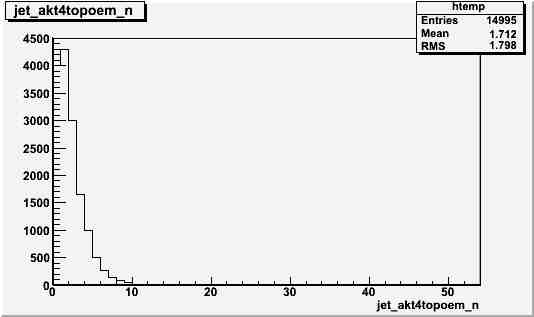 jet_akt4topoem_n
htemp
Entries 14995
Mean 1.712
RMS 1.798
4500
4000
3500
3000
2500
2000
1500
1000
500
0
0 10 20 30 40 50
jet_akt4topoem_n